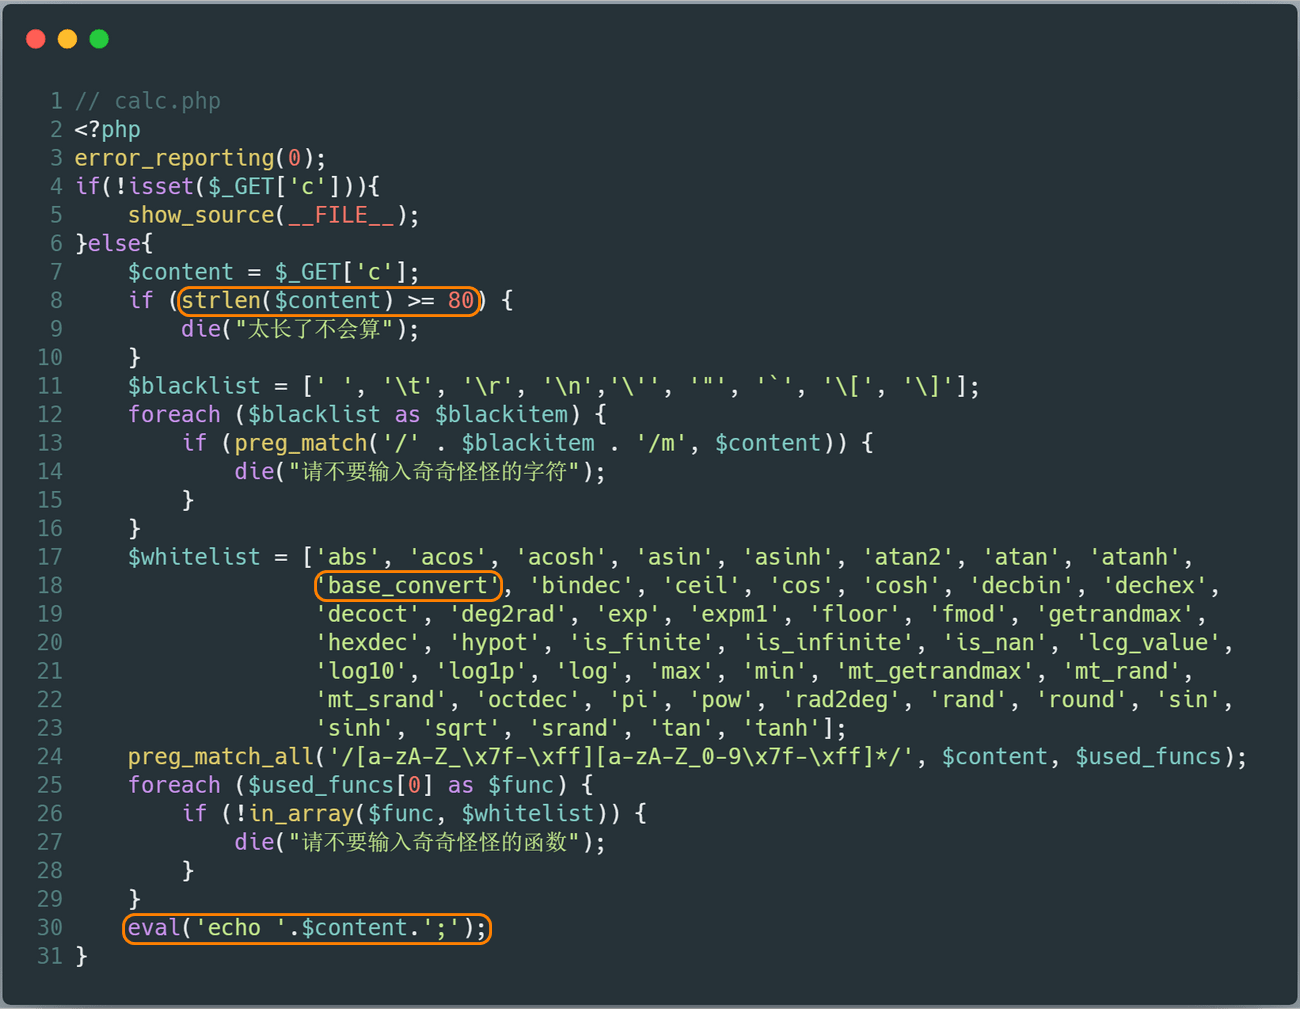 1 // calc.php
2 <?php
3 error_reporting(0);
4 if(!isset($_GET['c'])){
5     show_source(__FILE__);
6 }else{
7     $content = $_GET['c'];
8     if (strlen($content) >= 80) {
9         die("太长了不会算");
10     }
11     $blacklist = [' ', '\t', '\r', '\n','\'', '"', '`', '\[', '\]'];
12     foreach ($blacklist as $blackitem) {
13         if (preg_match('/' . $blackitem . '/m', $content)) {
14             die("请不要输入奇奇怪怪的字符");
15         }
16     }
17     $whitelist = ['abs', 'acos', 'acosh', 'asin', 'asinh', 'atan2', 'atan', 'atanh',
18                   'base_convert', 'bindec', 'ceil', 'cos', 'cosh', 'decbin', 'dechex',
19                   'decoct', 'deg2rad', 'exp', 'expm1', 'floor', 'fmod', 'getrandmax',
20                   'hexdec', 'hypot', 'is_finite', 'is_infinite', 'is_nan', 'lcg_value',
21                   'log10', 'log1p', 'log', 'max', 'min', 'mt_getrandmax', 'mt_rand',
22                   'mt_srand', 'octdec', 'pi', 'pow', 'rad2deg', 'rand', 'round', 'sin',
23                   'sinh', 'sqrt', 'srand', 'tan', 'tanh'];
24     preg_match_all('/[a-zA-Z_\x7f-\xff][a-zA-Z_0-9\x7f-\xff]*/', $content, $used_funcs);
25     foreach ($used_funcs[0] as $func) {
26         if (!in_array($func, $whitelist)) {
27             die("请不要输入奇奇怪怪的函数");
28         }
29     }
30     eval('echo '.$content.';');
31 }